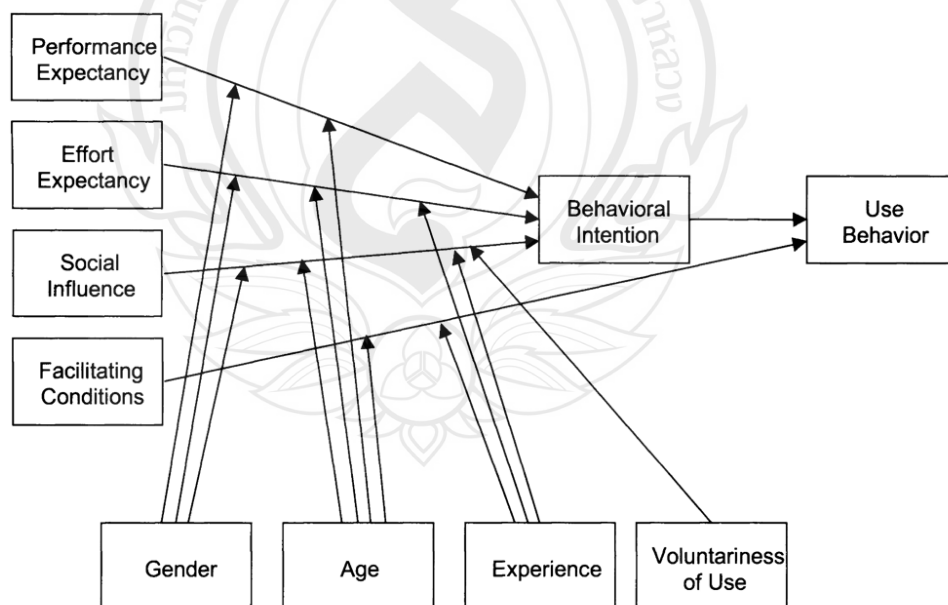 Performance
Expectancy
Effort
Expectancy
Social
Influence
Facilitating
Conditions
Behavioral
Intention
Use
Behavior
Gender
Age
Experience
Voluntariness
of Use